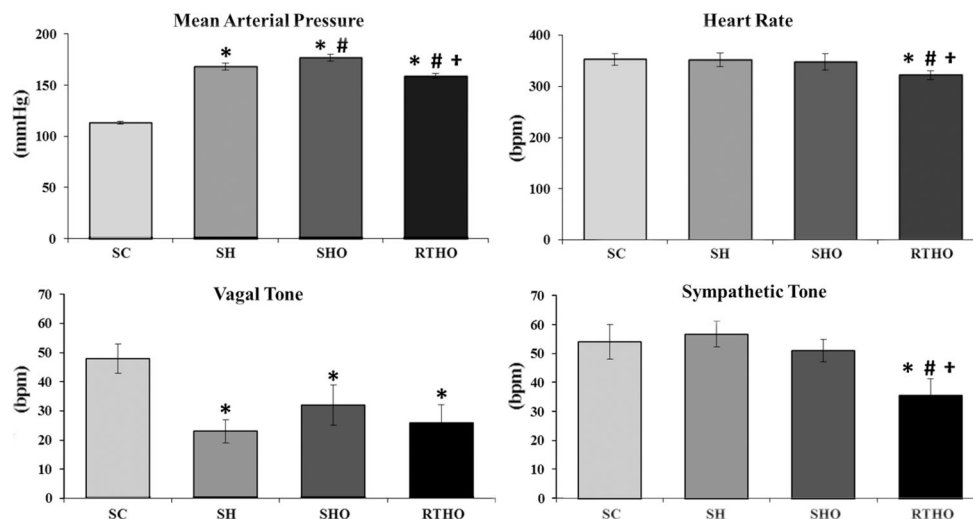 Mean Arterial Pressure
(mmHg)
200
150
100
50
0
*
* #
* # +
SC SH SHO RTHO
Heart Rate
(bpm)
400
300
200
100
0
* # +
SC SH SHO RTHO
Vagal Tone
(bpm)
70
60
50
40
30
20
10
0
*
*
*
SC SH SHO RTHO
Sympathetic Tone
(bpm)
70
60
50
40
30
20
10
0
* # +
SC SH SHO RTHO